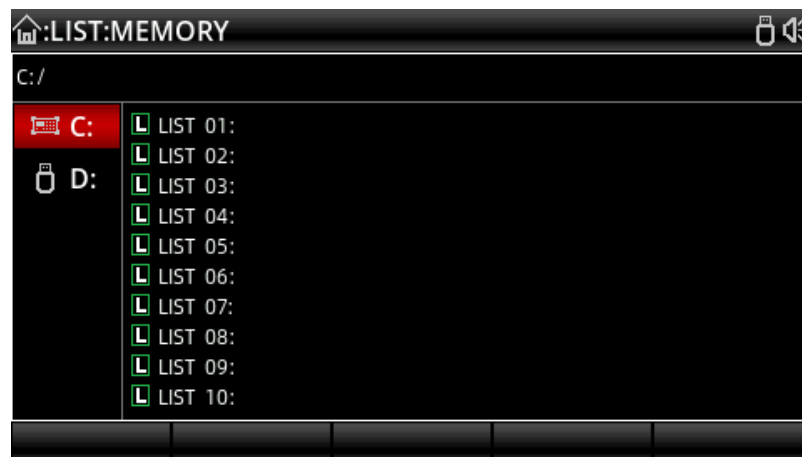 :LIST:MEMORY
C:/
C:
D:
L LIST 01:
L LIST 02:
L LIST 03:
L LIST 04:
L LIST 05:
L LIST 06:
L LIST 07:
L LIST 08:
L LIST 09:
L LIST 10: